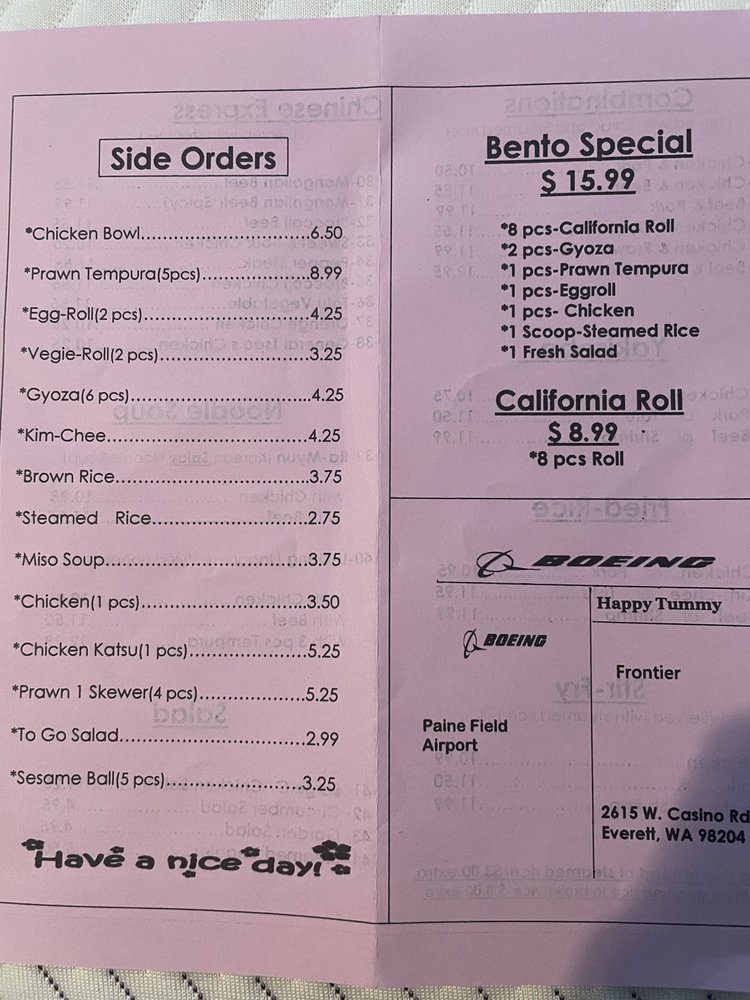 Side Orders
*Chicken Bowl..........................6.50
*Prawn Tempura(5pcs)................8.99
*Egg-Roll(2 pcs)..........................4.25
*Vegie-Roll(2 pcs).......................3.25
*Gyoza(6 pcs)............................4.25
*Kim-Chee...............................4.25
*Brown Rice..............................3.75
*Steamed Rice.........................2.75
*Miso Soup...............................3.75
*Chicken(1 pcs).........................3.50
*Chicken Katsu(1 pcs)..................5.25
*Prawn 1 Skewer(4 pcs)................5.25
*To Go Salad............................2.99
*Sesame Ball(5 pcs)....................3.25
Have a nice day!
Bento Special
$ 15.99
*8 pcs-California Roll
*2 pcs-Gyoza
*1 pcs-Prawn Tempura
*1 pcs-Eggroll
*1 pcs- Chicken
*1 Scoop-Steamed Rice
*1 Fresh Salad
California Roll
$ 8.99
*8 pcs Roll
BOEING
Happy Tummy
BOEING
Frontier
Paine Field
Airport
2615 W. Casino Rd
Everett, WA 98204